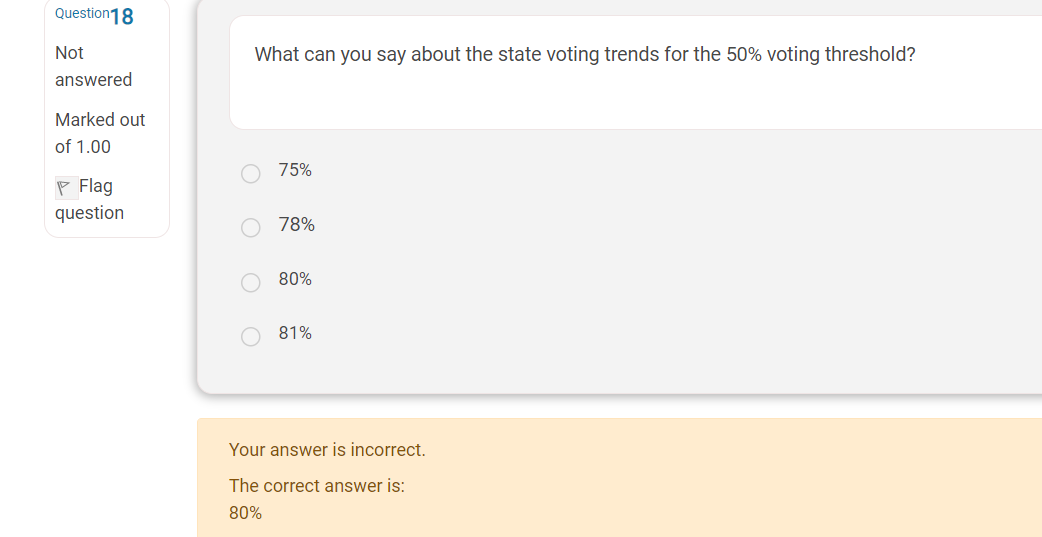 Question18
Not
answered
Marked out
of 1.00
Flag
question
What can you say about the state voting trends for the 50% voting threshold?
75%
78%
80%
81%
Your answer is incorrect.
The correct answer is:
80%